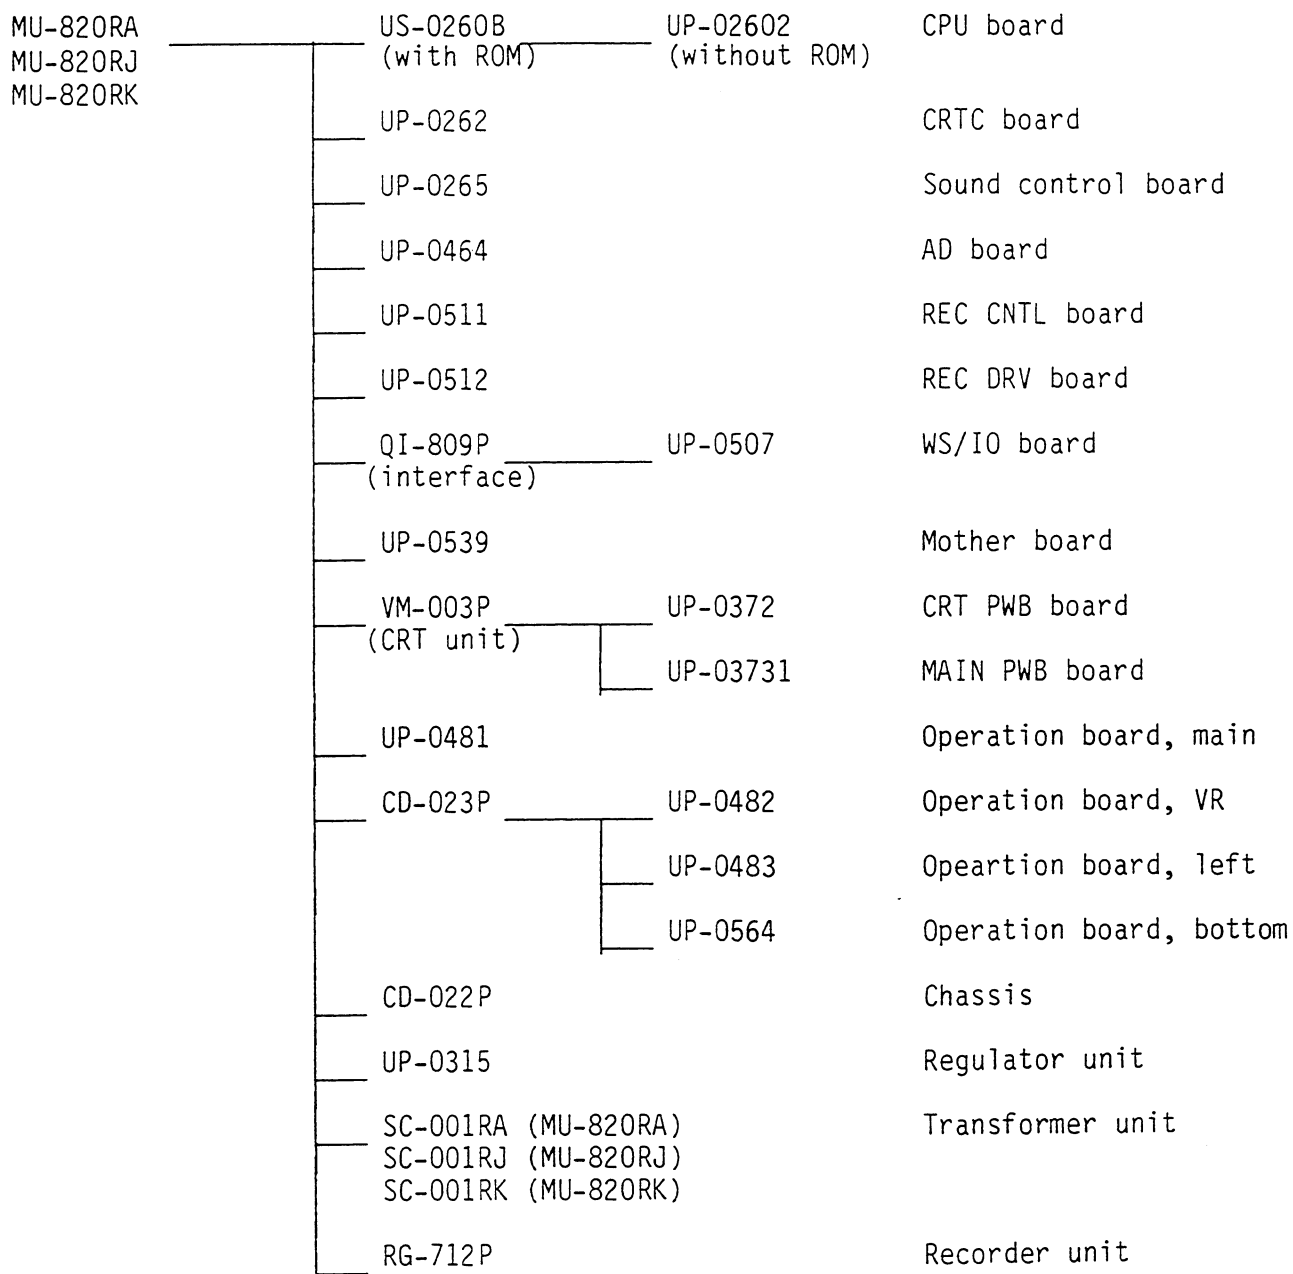 MU-820RA US-0260B UP-02602 CPU board
MU-820RJ (with ROM) (without ROM)
MU-820RK
UP-0262 CRTC board
UP-0265 Sound control board
UP-0464 AD board
UP-0511 REC CNTL board
UP-0512 REC DRV board
QI-809P UP-0507 WS/IO board
(interface)
UP-0539 Mother board
VM-003P UP-0372 CRT PWB board
(CRT unit)
UP-03731 MAIN PWB board
UP-0481 Operation board, main
CD-023P UP-0482 Operation board, VR
UP-0483 Opeartion board, left
UP-0564 Operation board, bottom
CD-022P Chassis
UP-0315 Regulator unit
SC-001RA (MU-820RA) Transformer unit
SC-001RJ (MU-820RJ)
SC-001RK (MU-820RK)
RG-712P Recorder unit